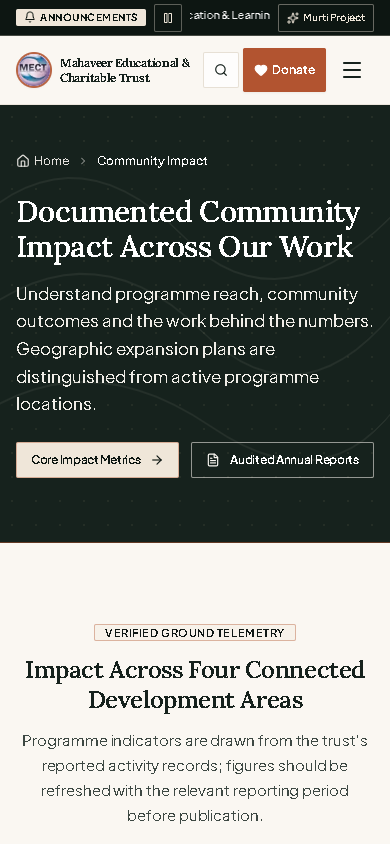 ANNOUNCEMENTS
cation & Learnin
Murti Project
MECT
Mahaveer Educational &
Charitable Trust
Donate
Home
Community Impact
Documented Community
Impact Across Our Work
Understand programme reach, community
outcomes and the work behind the numbers.
Geographic expansion plans are
distinguished from active programme
locations.
Core Impact Metrics
Audited Annual Reports
VERIFIED GROUND TELEMETRY
Impact Across Four Connected
Development Areas
Programme indicators are drawn from the trust's
reported activity records; figures should be
refreshed with the relevant reporting period
before publication.